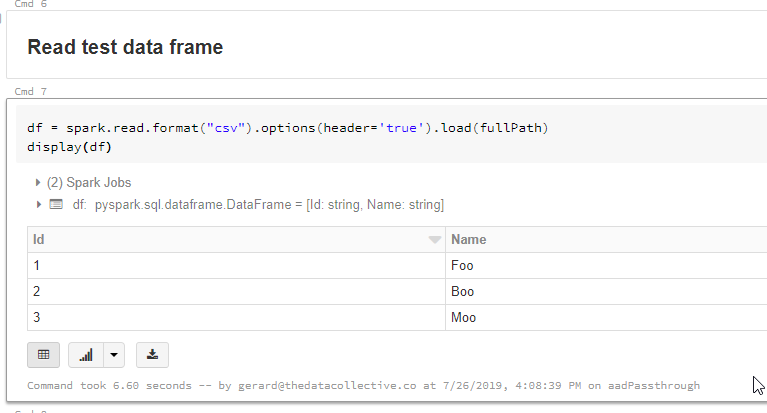 Cmd 6
Read test data frame
Cmd 7
df = spark.read.format("csv").options(header='true').load(fullPath)
display(df)
(2) Spark Jobs
df: pyspark.sql.dataframe.DataFrame = [Id: string, Name: string]
Id Name
1 Foo
2 Boo
3 Moo
Command took 6.60 seconds -- by gerard@thedatacollective.co at 7/26/2019, 4:08:39 PM on aadPassthrough